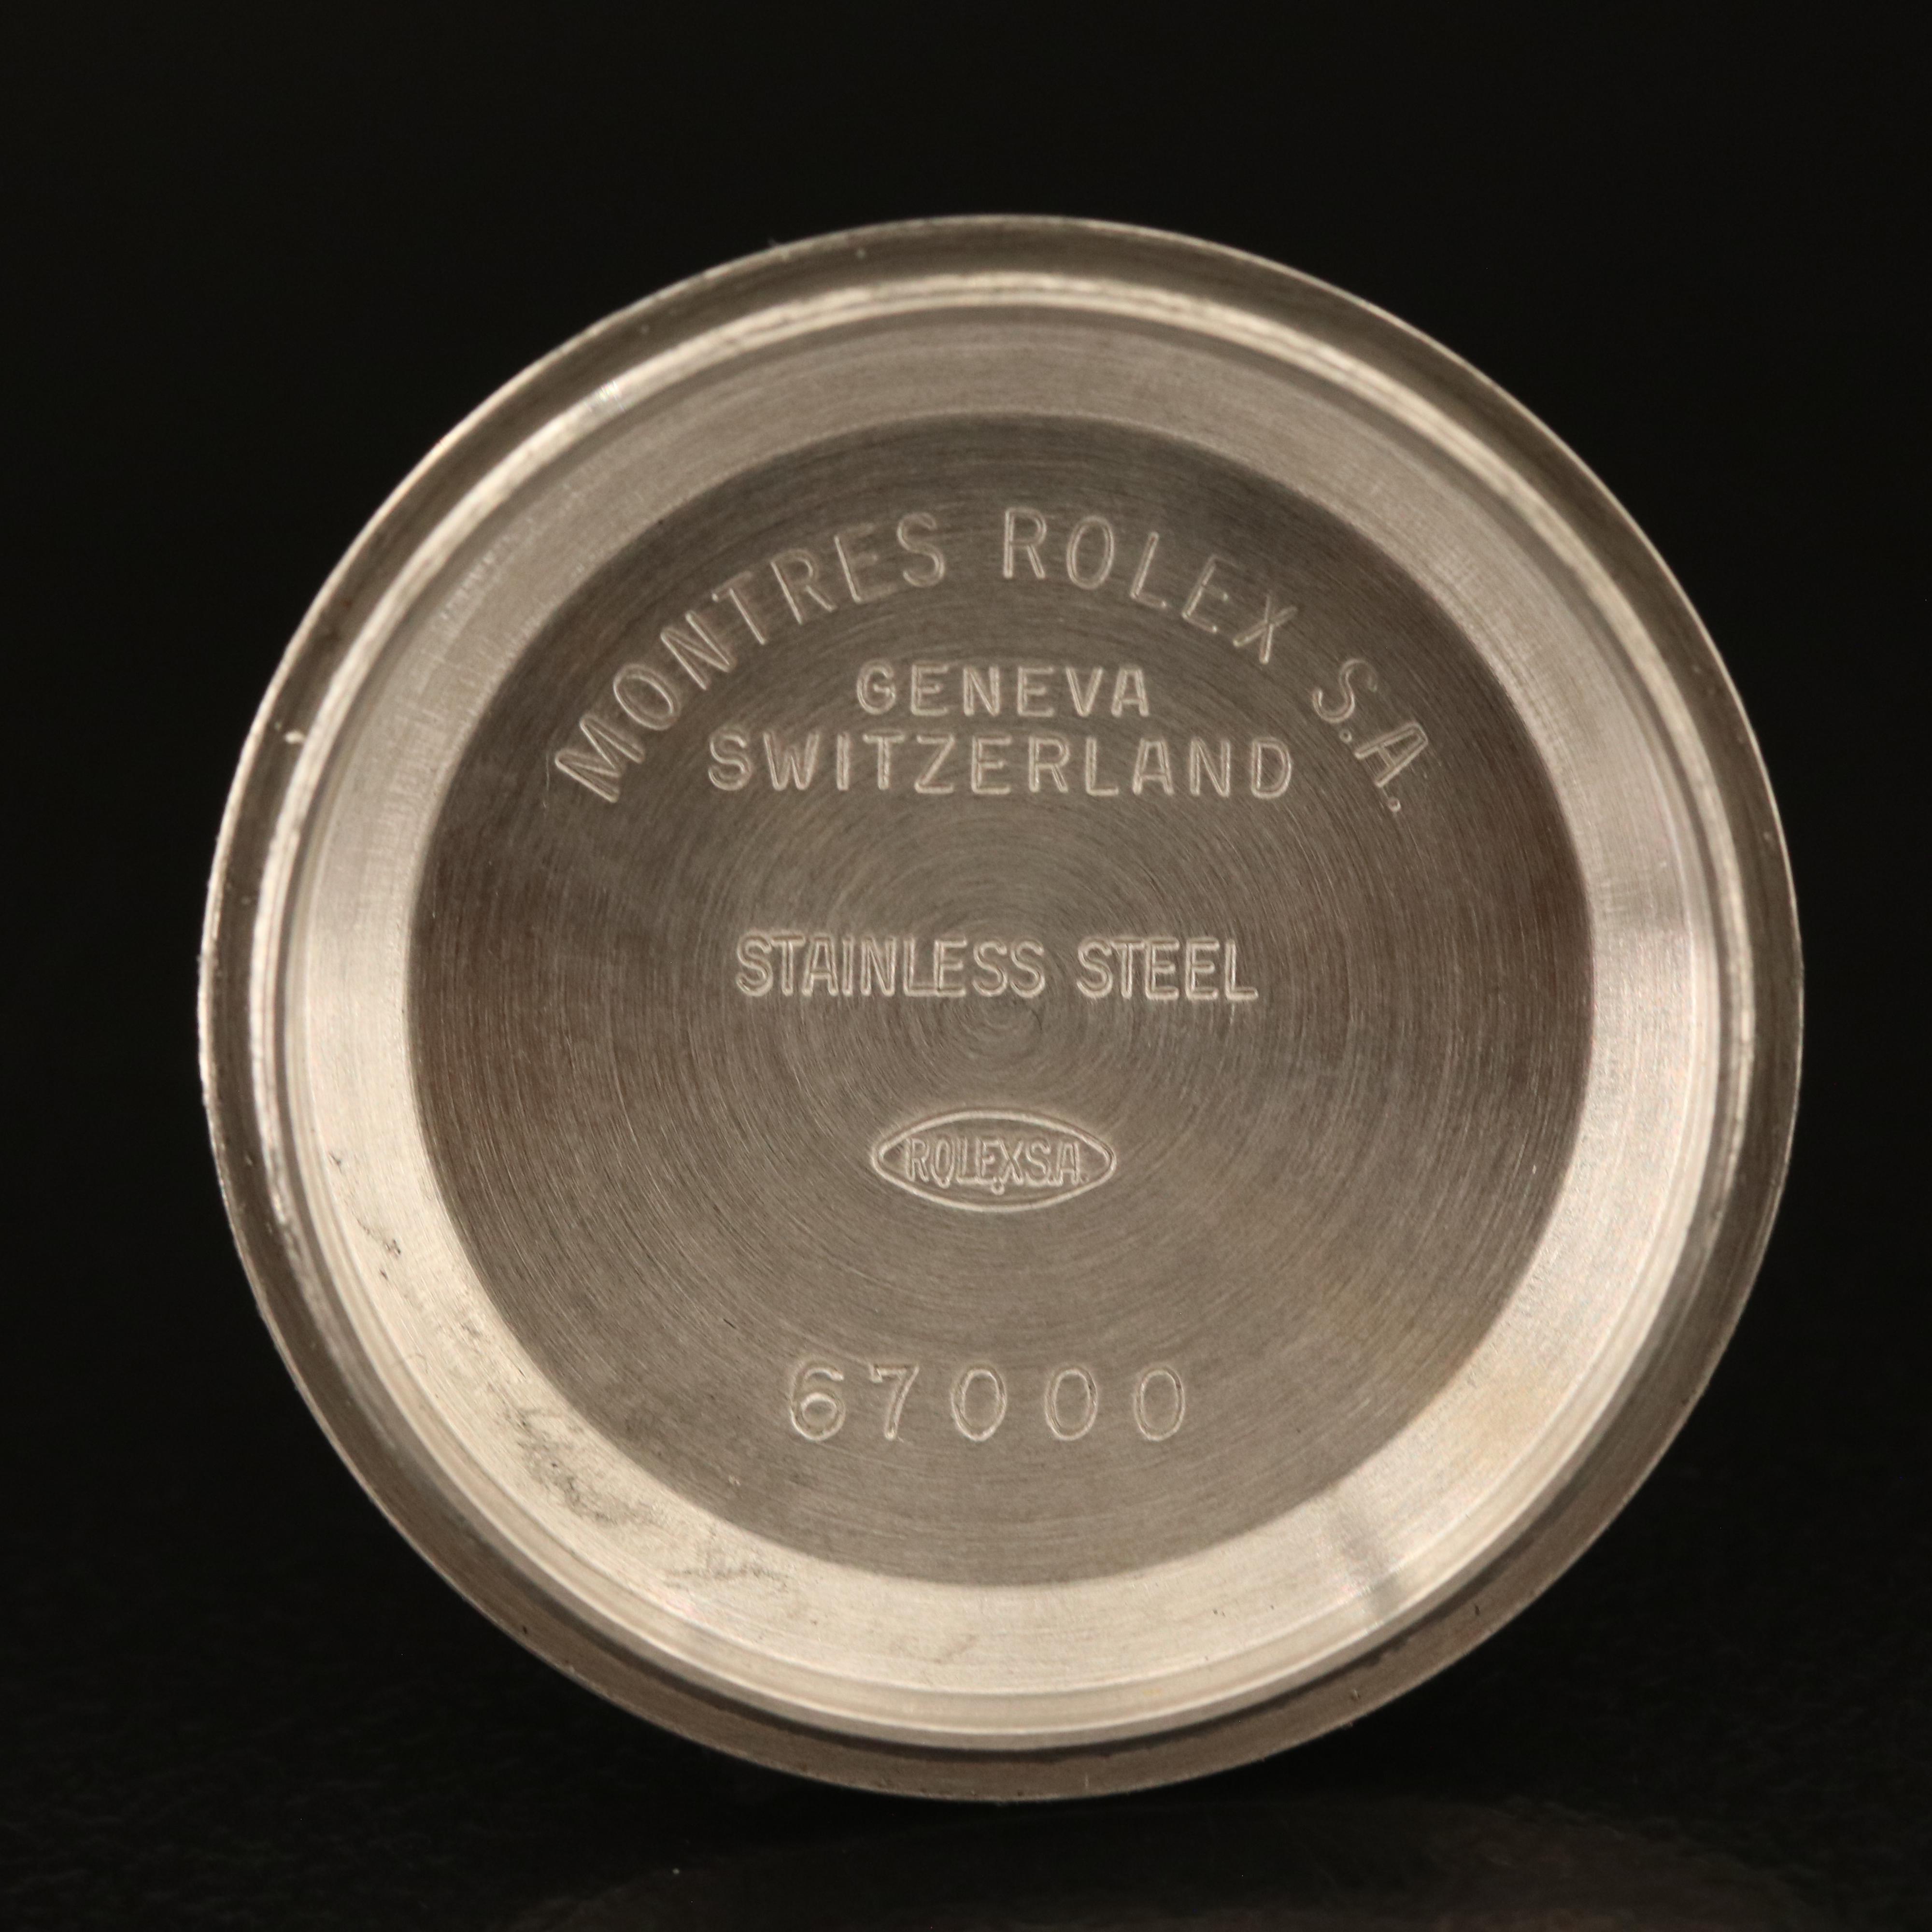 MONTRES ROLEX S.A.
GENEVA
SWITZERLAND
STAINLESS STEEL
ROLEX S.A.
67000